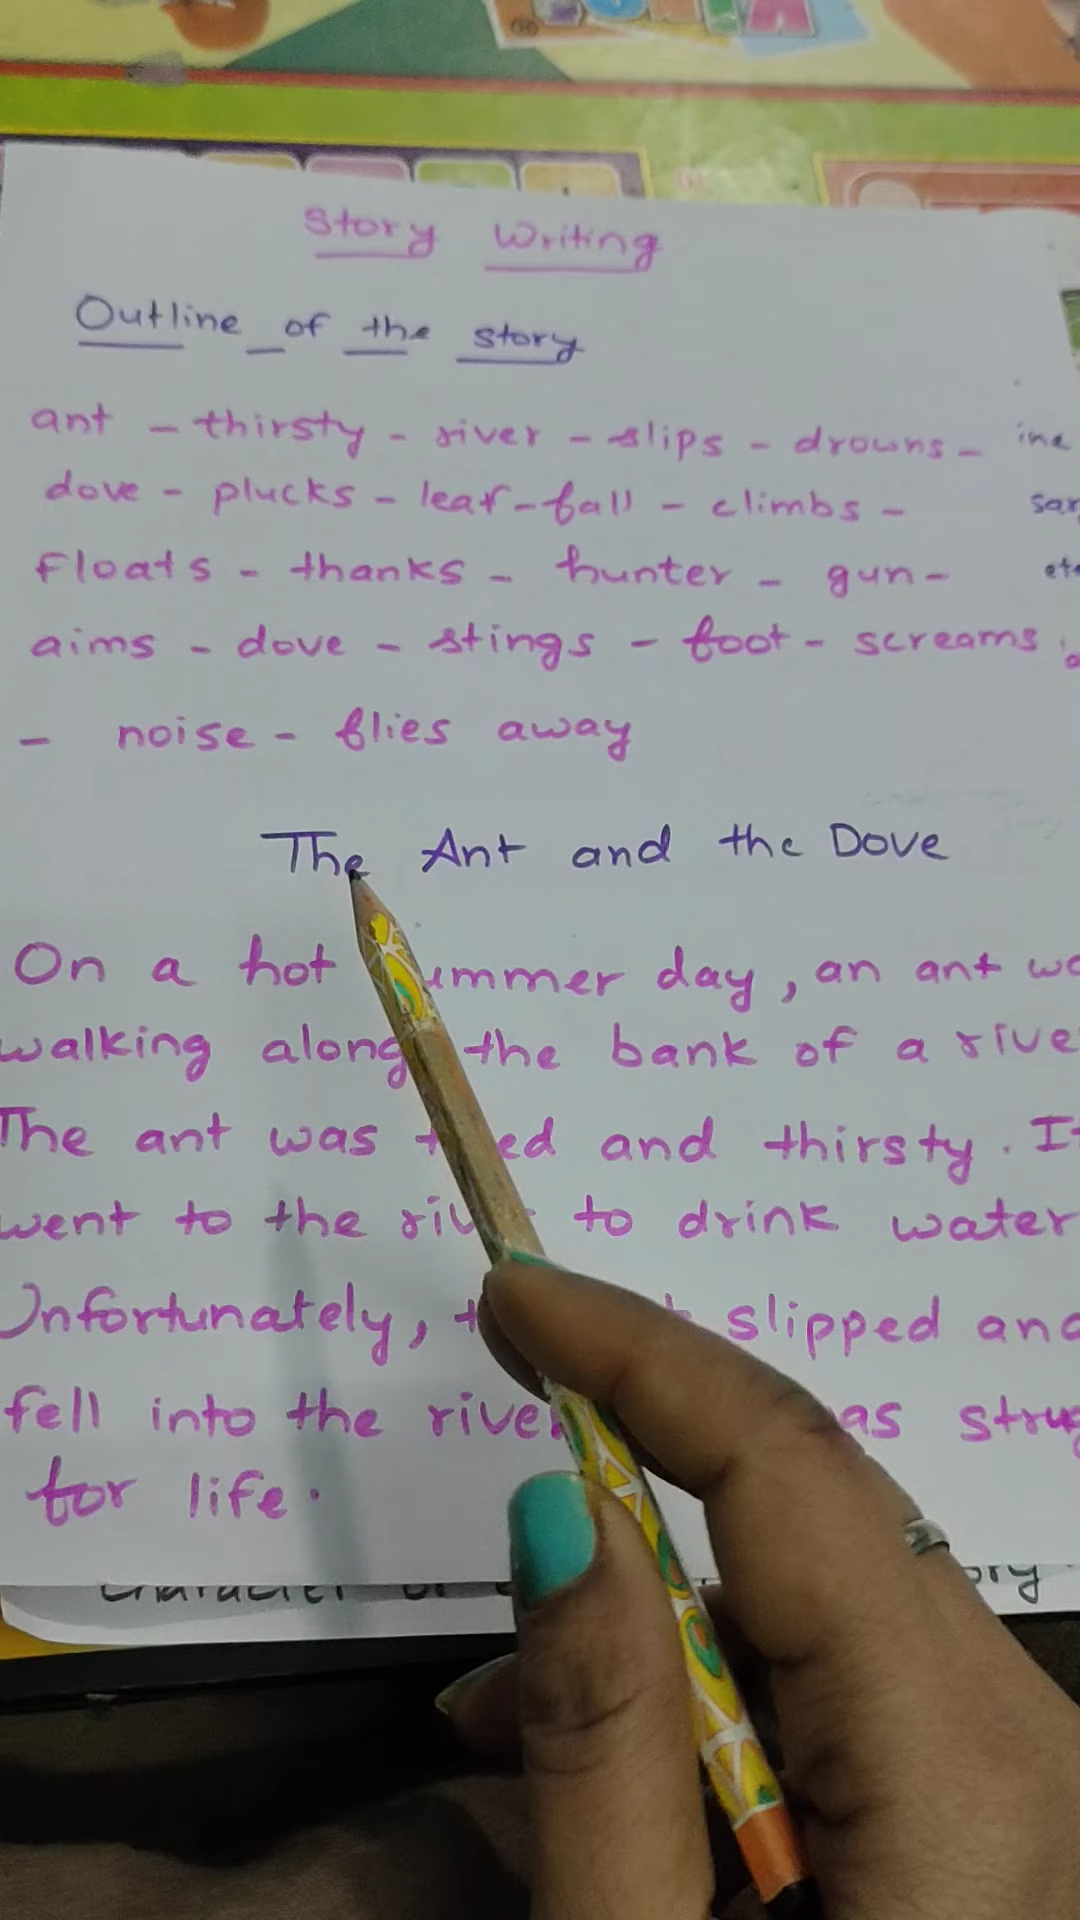 Story Writing
Outline of the story
ant - thirsty - river - slips - drowns -
dove - plucks - leaf - fall - climbs -
Floats - thanks - hunter - gun -
aims - dove - stings - foot - screams
- noise - flies away
The Ant and the Dove
On a hot ummer day, an ant
walking along the bank of a rive
The ant was and thirsty. It
went to the to drink water
Unfortunately, slipped and
fell into the river
for life.